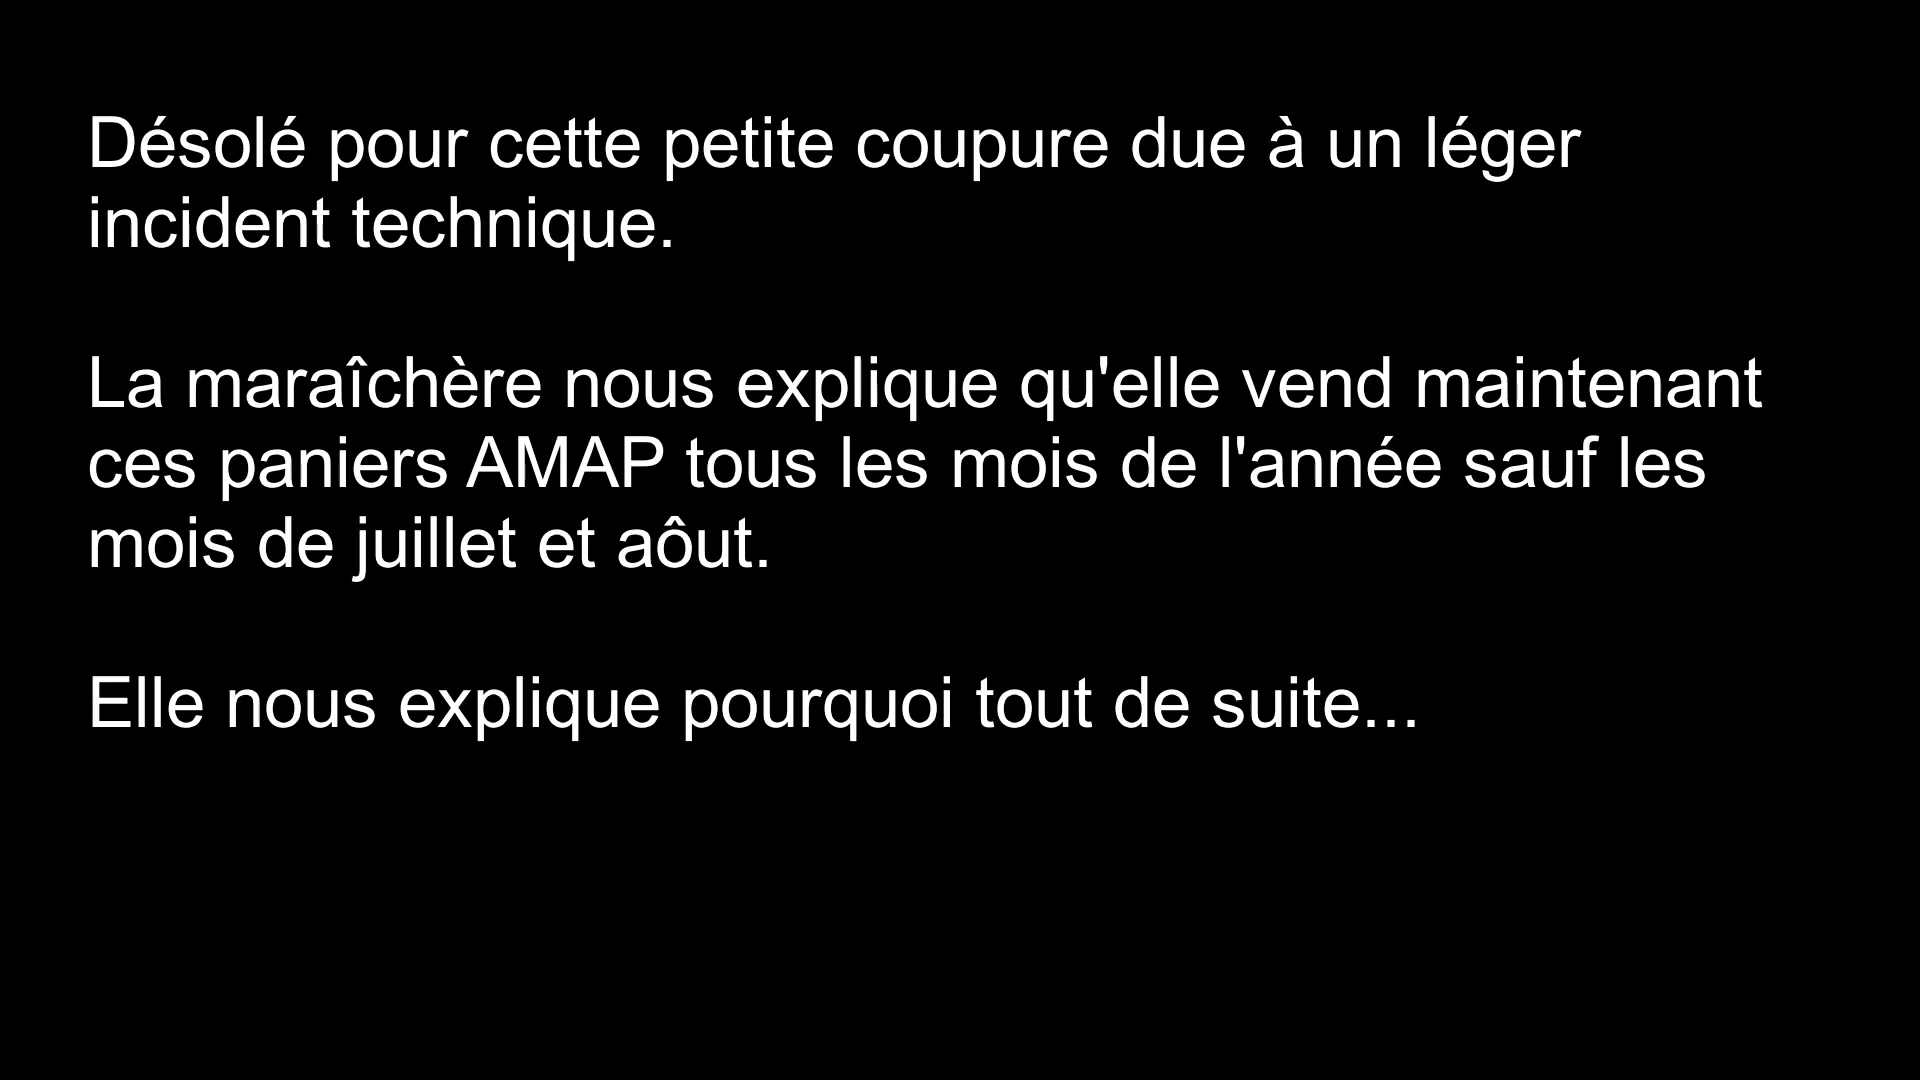 Désolé pour cette petite coupure due à un léger
incident technique.
La maraîchère nous explique qu'elle vend maintenant
ces paniers AMAP tous les mois de l'année sauf les
mois de juillet et aôut.
Elle nous explique pourquoi tout de suite...